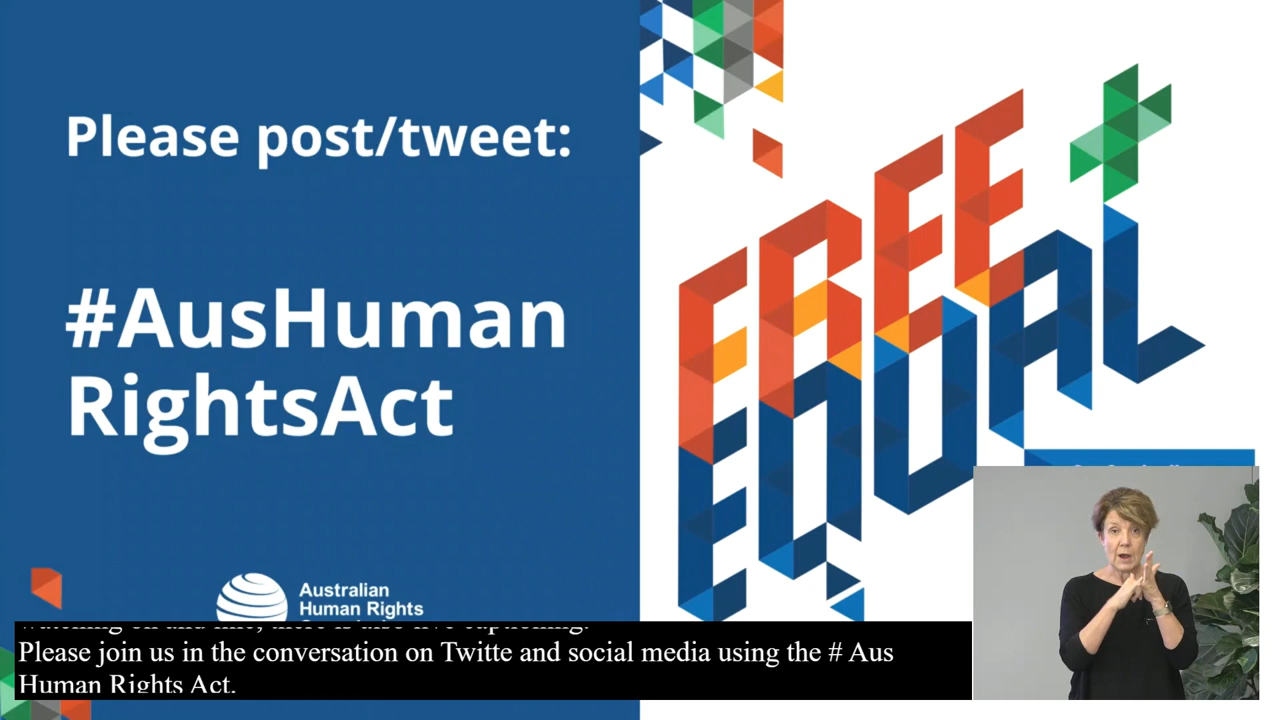 Please post/tweet:
#AusHuman
RightsAct
FREE
EQUAL
Australian
Human Rights
Please join us in the conversation on Twitte and social media using the # Aus
Human Rights Act.